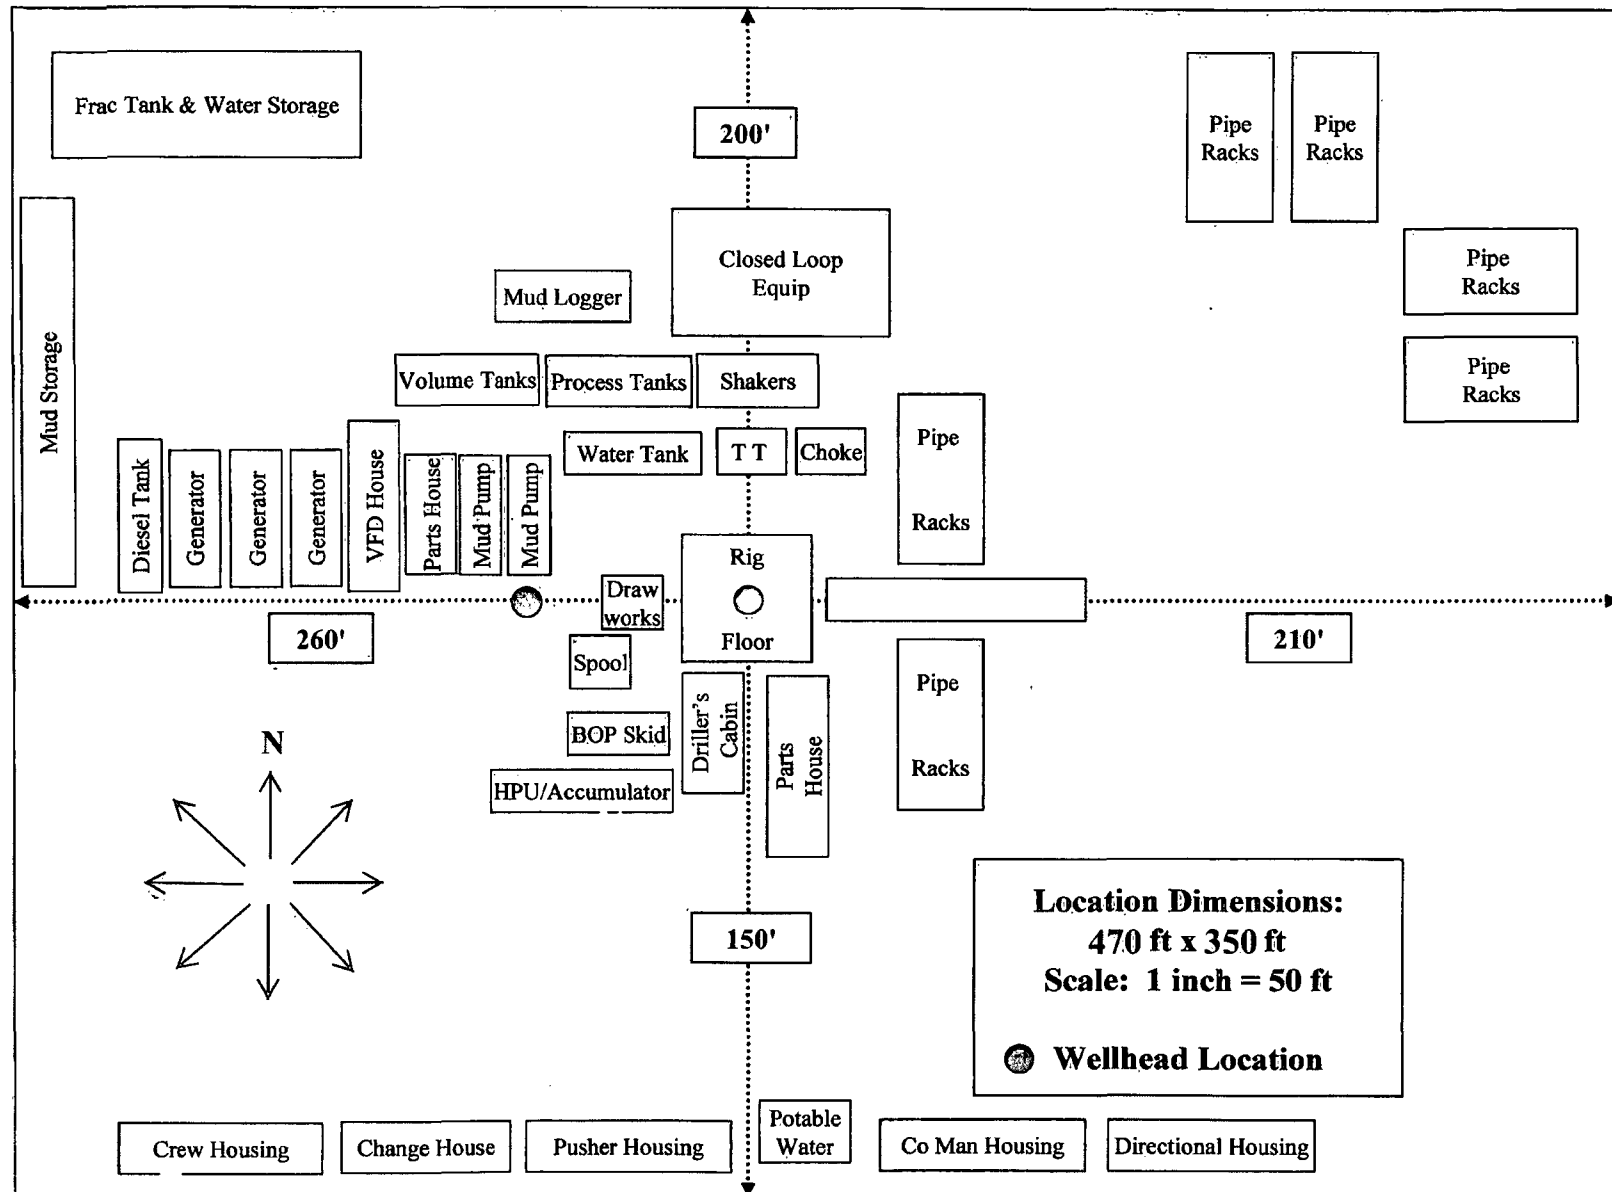 Frac Tank & Water Storage
200'
Pipe
Racks
Pipe
Racks
Closed Loop
Equip
Pipe
Racks
Mud Logger
Mud Storage
Volume Tanks
Process Tanks
Shakers
Pipe
Racks
Water Tank
T T
Choke
Pipe
Racks
Diesel Tank
Generator
Generator
Generator
VFD House
Parts House
Mud Pump
Mud Pump
Rig
Floor
Draw
works
260'
210'
Spool
Pipe
Racks
Driller's
Cabin
Parts
House
BOP Skid
HPU/Accumulator
N
150'
Location Dimensions:
470 ft x 350 ft
Scale: 1 inch = 50 ft
Wellhead Location
Crew Housing
Change House
Pusher Housing
Potable
Water
Co Man Housing
Directional Housing